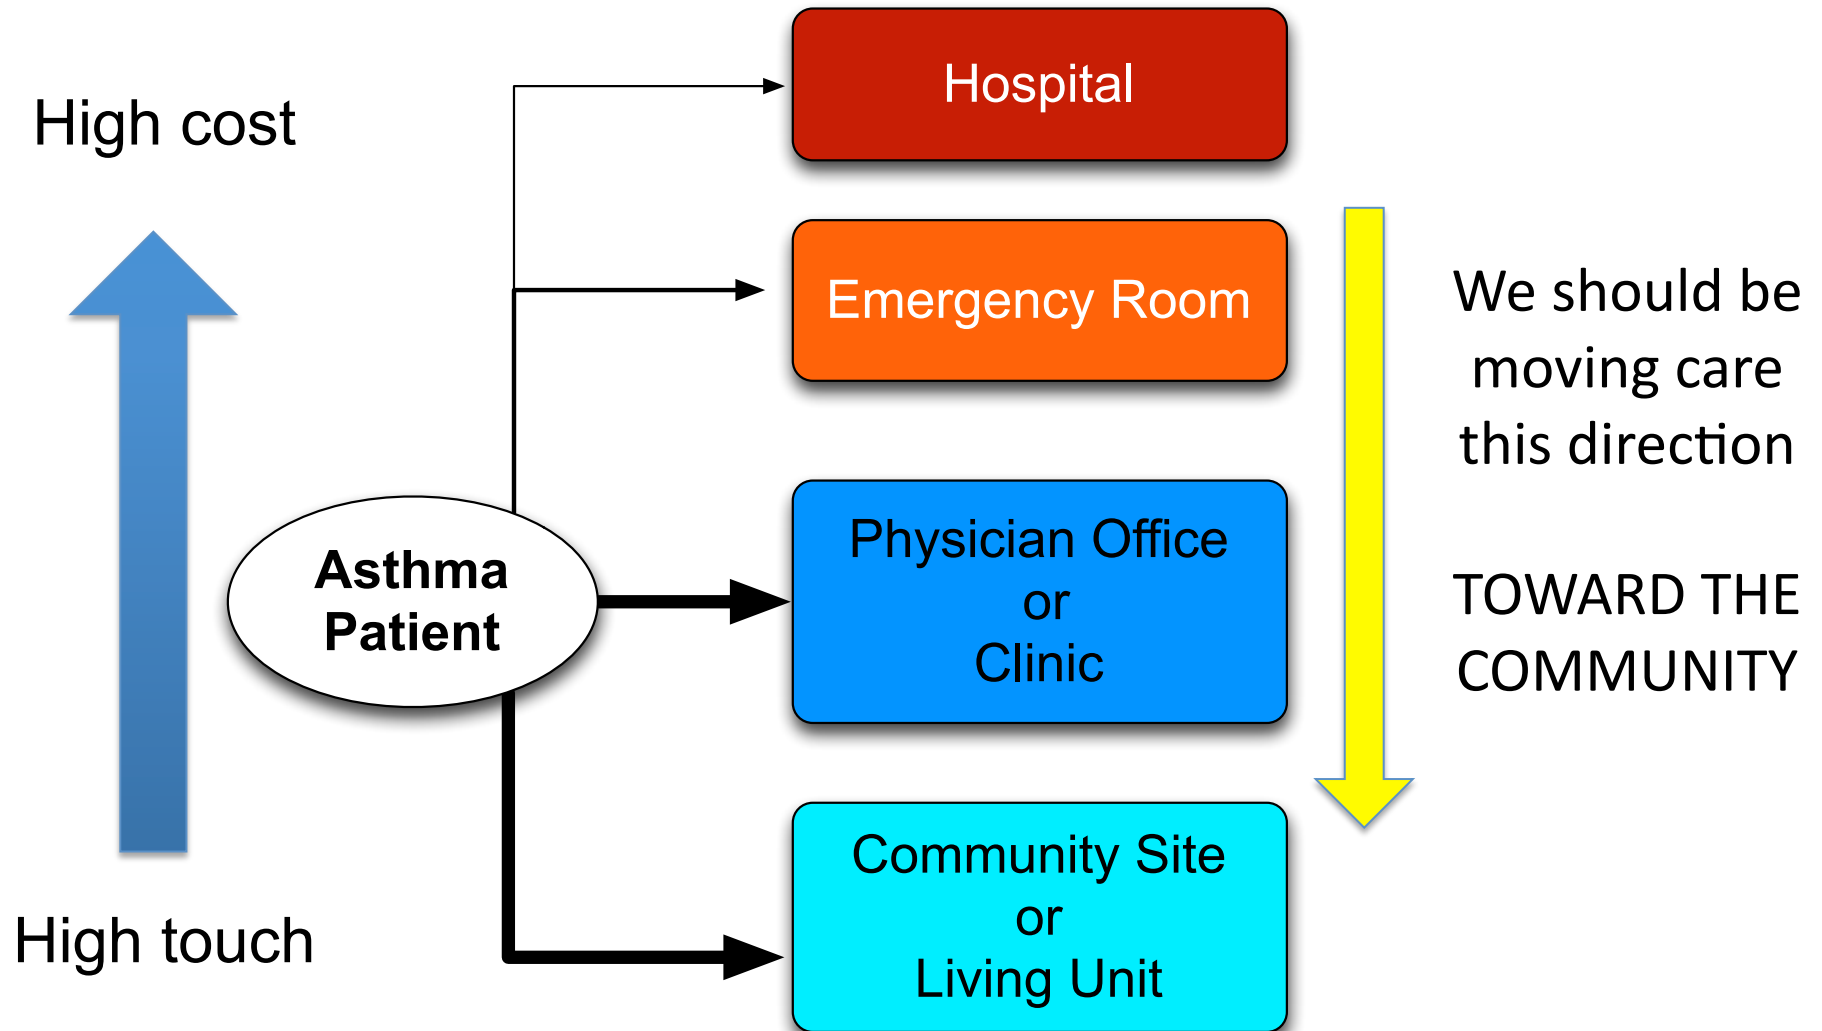 High cost
High touch
Asthma
Patient
Hospital
Emergency Room
Physician Office
or
Clinic
Community Site
or
Living Unit
We should be
moving care
this direction
TOWARD THE
COMMUNITY